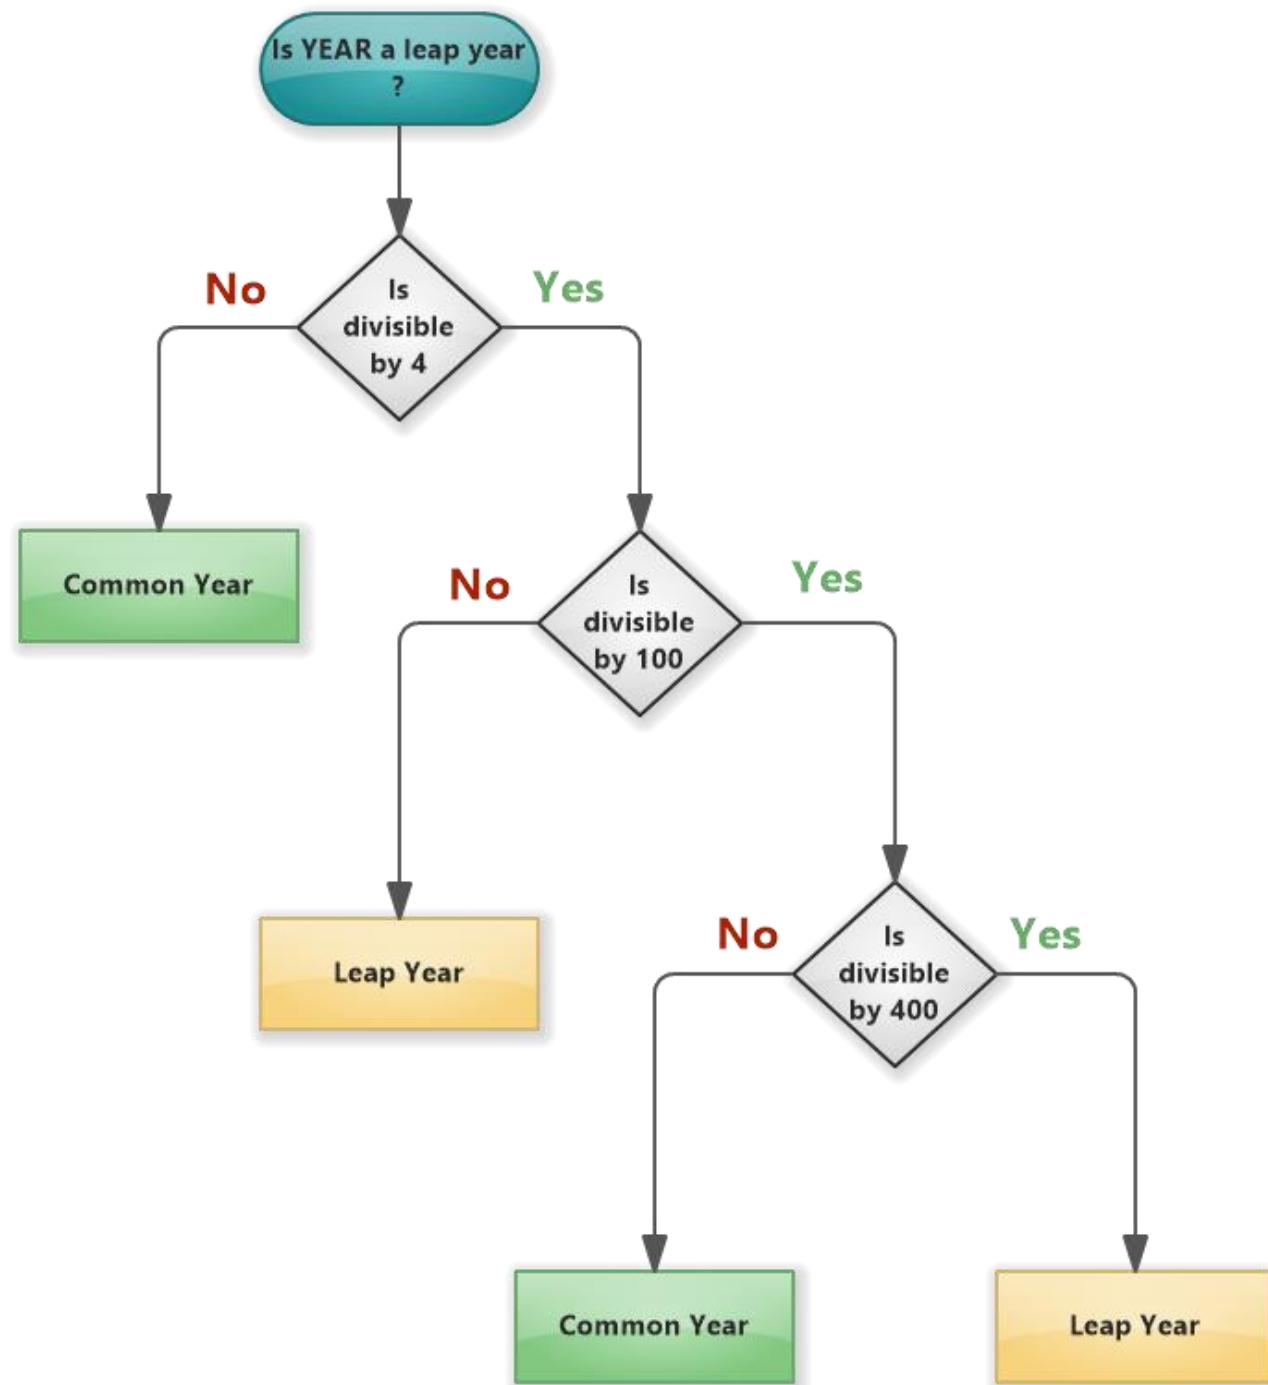 Is YEAR a leap year
?
No
Yes
Is
divisible
by 4
Common Year
No
Yes
Is
divisible
by 100
Leap Year
No
Yes
Is
divisible
by 400
Common Year
Leap Year